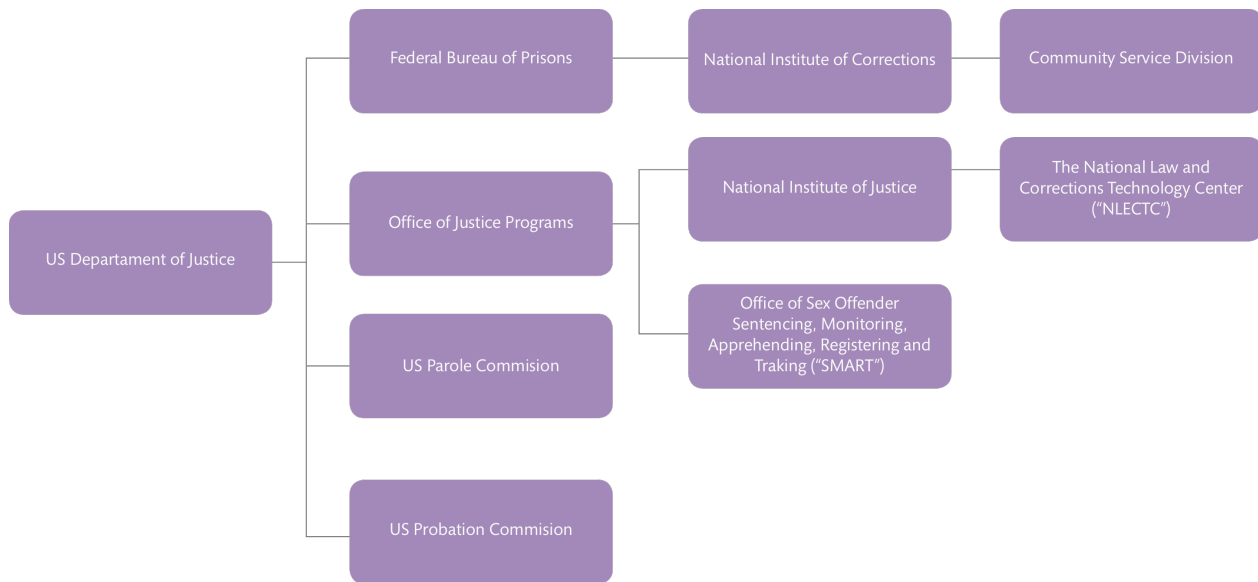 Federal Bureau of Prisons
National Institute of Corrections
Community Service Division
National Institute of Justice
The National Law and
Corrections Technology Center
(“NLECTC”)
Office of Justice Programs
US Departament of Justice
Office of Sex Offender
Sentencing, Monitoring,
Apprehending, Registering and
Traking (“SMART”)
US Parole Commision
US Probation Commision